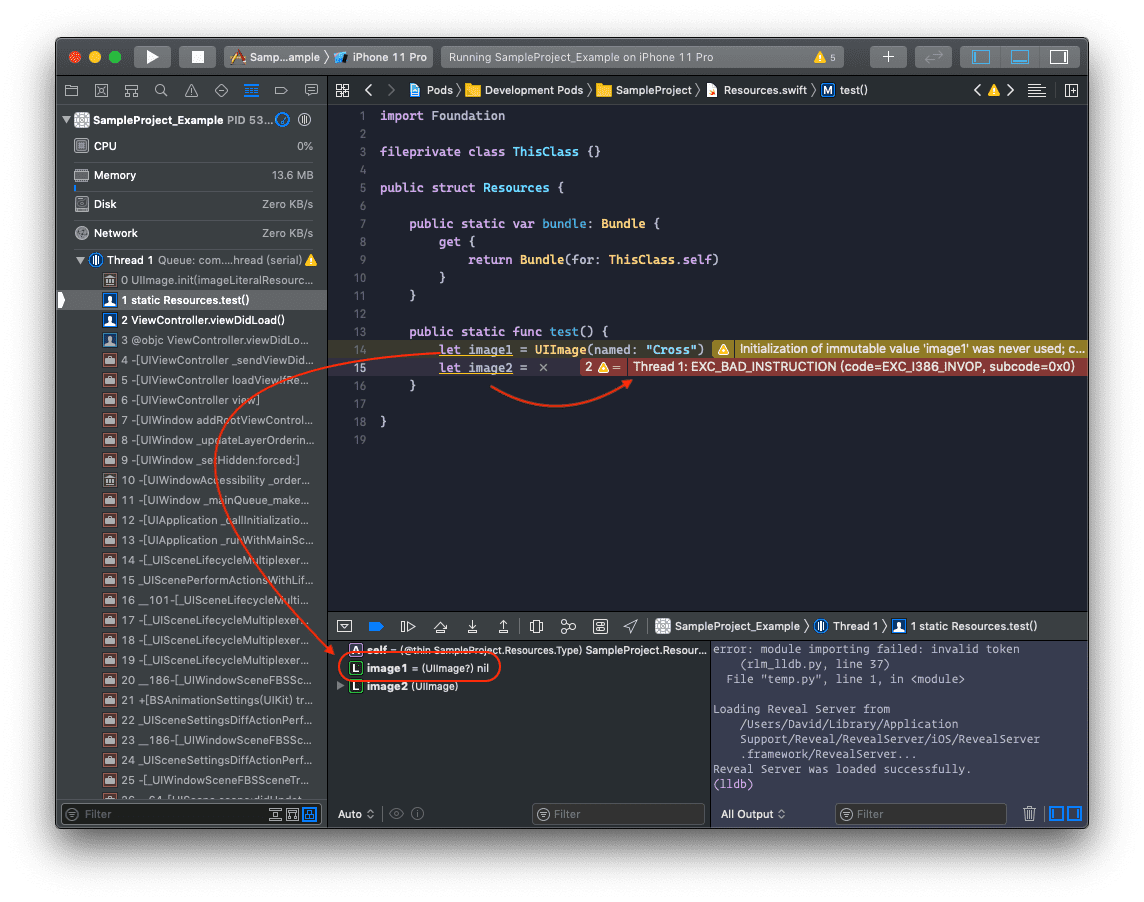 Samp...ample 〉 iPhone 11 Pro
Running SampleProject_Example on iPhone 11 Pro
5
Pods 〉 Development Pods 〉 SampleProject 〉 Resources.swift 〉 M test()
SampleProject_Example PID 53...
CPU 0%
Memory 13.6 MB
Disk Zero KB/s
Network Zero KB/s
Thread 1 Queue: com....hread (serial)
0 UIImage.init(imageLiteralResourc...
1 static Resources.test()
2 ViewController.viewDidLoad()
3 @objc ViewController.viewDidLo...
4 -[UIViewController _sendViewDid...
5 -[UIViewController loadViewIfRe...
6 -[UIViewController view]
7 -[UIWindow addRootViewControl...
8 -[UIWindow _updateLayerOrderin...
9 -[UIWindow _setHidden:forced:]
10 -[UIWindowAccessibility _orde...
11 -[UIWindow _mainQueue_make...
12 -[UIApplication _callInitializatio...
13 -[UIApplication _runWithMainSc...
14 -[_UISceneLifecycleMultiplexer...
15 _UIScenePerformActionsWithLif...
16 __101-[_UISceneLifecycleMulti...
17 -[_UISceneLifecycleMultiplexer...
18 -[_UISceneLifecycleMultiplexer...
19 -[_UISceneLifecycleMultiplexer...
20 __186-[_UIWindowSceneFBSSc...
21 +[BSAnimationSettings(UIKit) tr...
22 _UISceneSettingsDiffActionPerf...
23 __186-[_UIWindowSceneFBSSc...
24 _UISceneSettingsDiffActionPerf...
25 -[_UIWindowSceneFBSSceneTr...
Filter
1 import Foundation
2
3 fileprivate class ThisClass {}
4
5 public struct Resources {
6
7 public static var bundle: Bundle {
8 get {
9 return Bundle(for: ThisClass.self)
10 }
11 }
12
13 public static func test() {
14 let image1 = UIImage(named: "Cross") Initialization of immutable value 'image1' was never used; c...
15 let image2 = × 2 = Thread 1: EXC_BAD_INSTRUCTION (code=EXC_I386_INVOP, subcode=0x0)
16 }
17
18 }
19
SampleProject_Example 〉 Thread 1 〉 1 static Resources.test()
A self = (@thin SampleProject.Resources.Type) SampleProject.Resour...
L image1 = (UIImage?) nil
L image2 (UIImage)
Auto
Filter
error: module importing failed: invalid token
(rlm_lldb.py, line 37)
File "temp.py", line 1, in <module>
Loading Reveal Server from
/Users/David/Library/Application
Support/Reveal/RevealServer/iOS/RevealServer
.framework/RevealServer...
Reveal Server was loaded successfully.
(lldb)
All Output
Filter